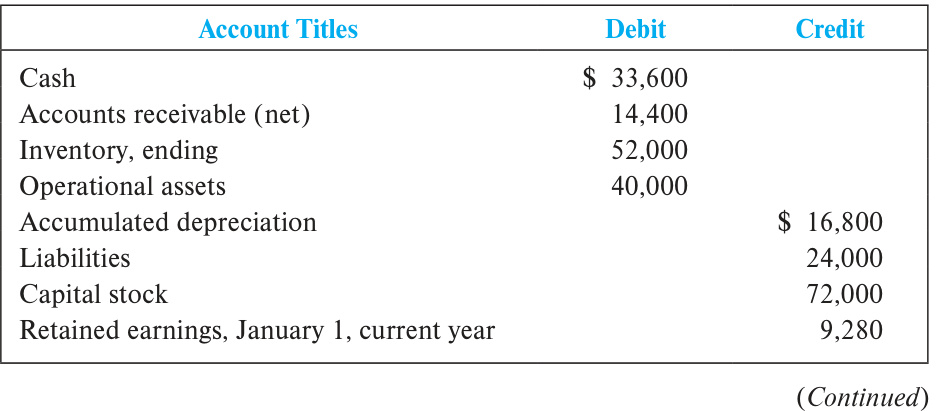 Account Titles Debit Credit
Cash $ 33,600
Accounts receivable (net) 14,400
Inventory, ending 52,000
Operational assets 40,000
Accumulated depreciation $ 16,800
Liabilities 24,000
Capital stock 72,000
Retained earnings, January 1, current year 9,280
(Continued)